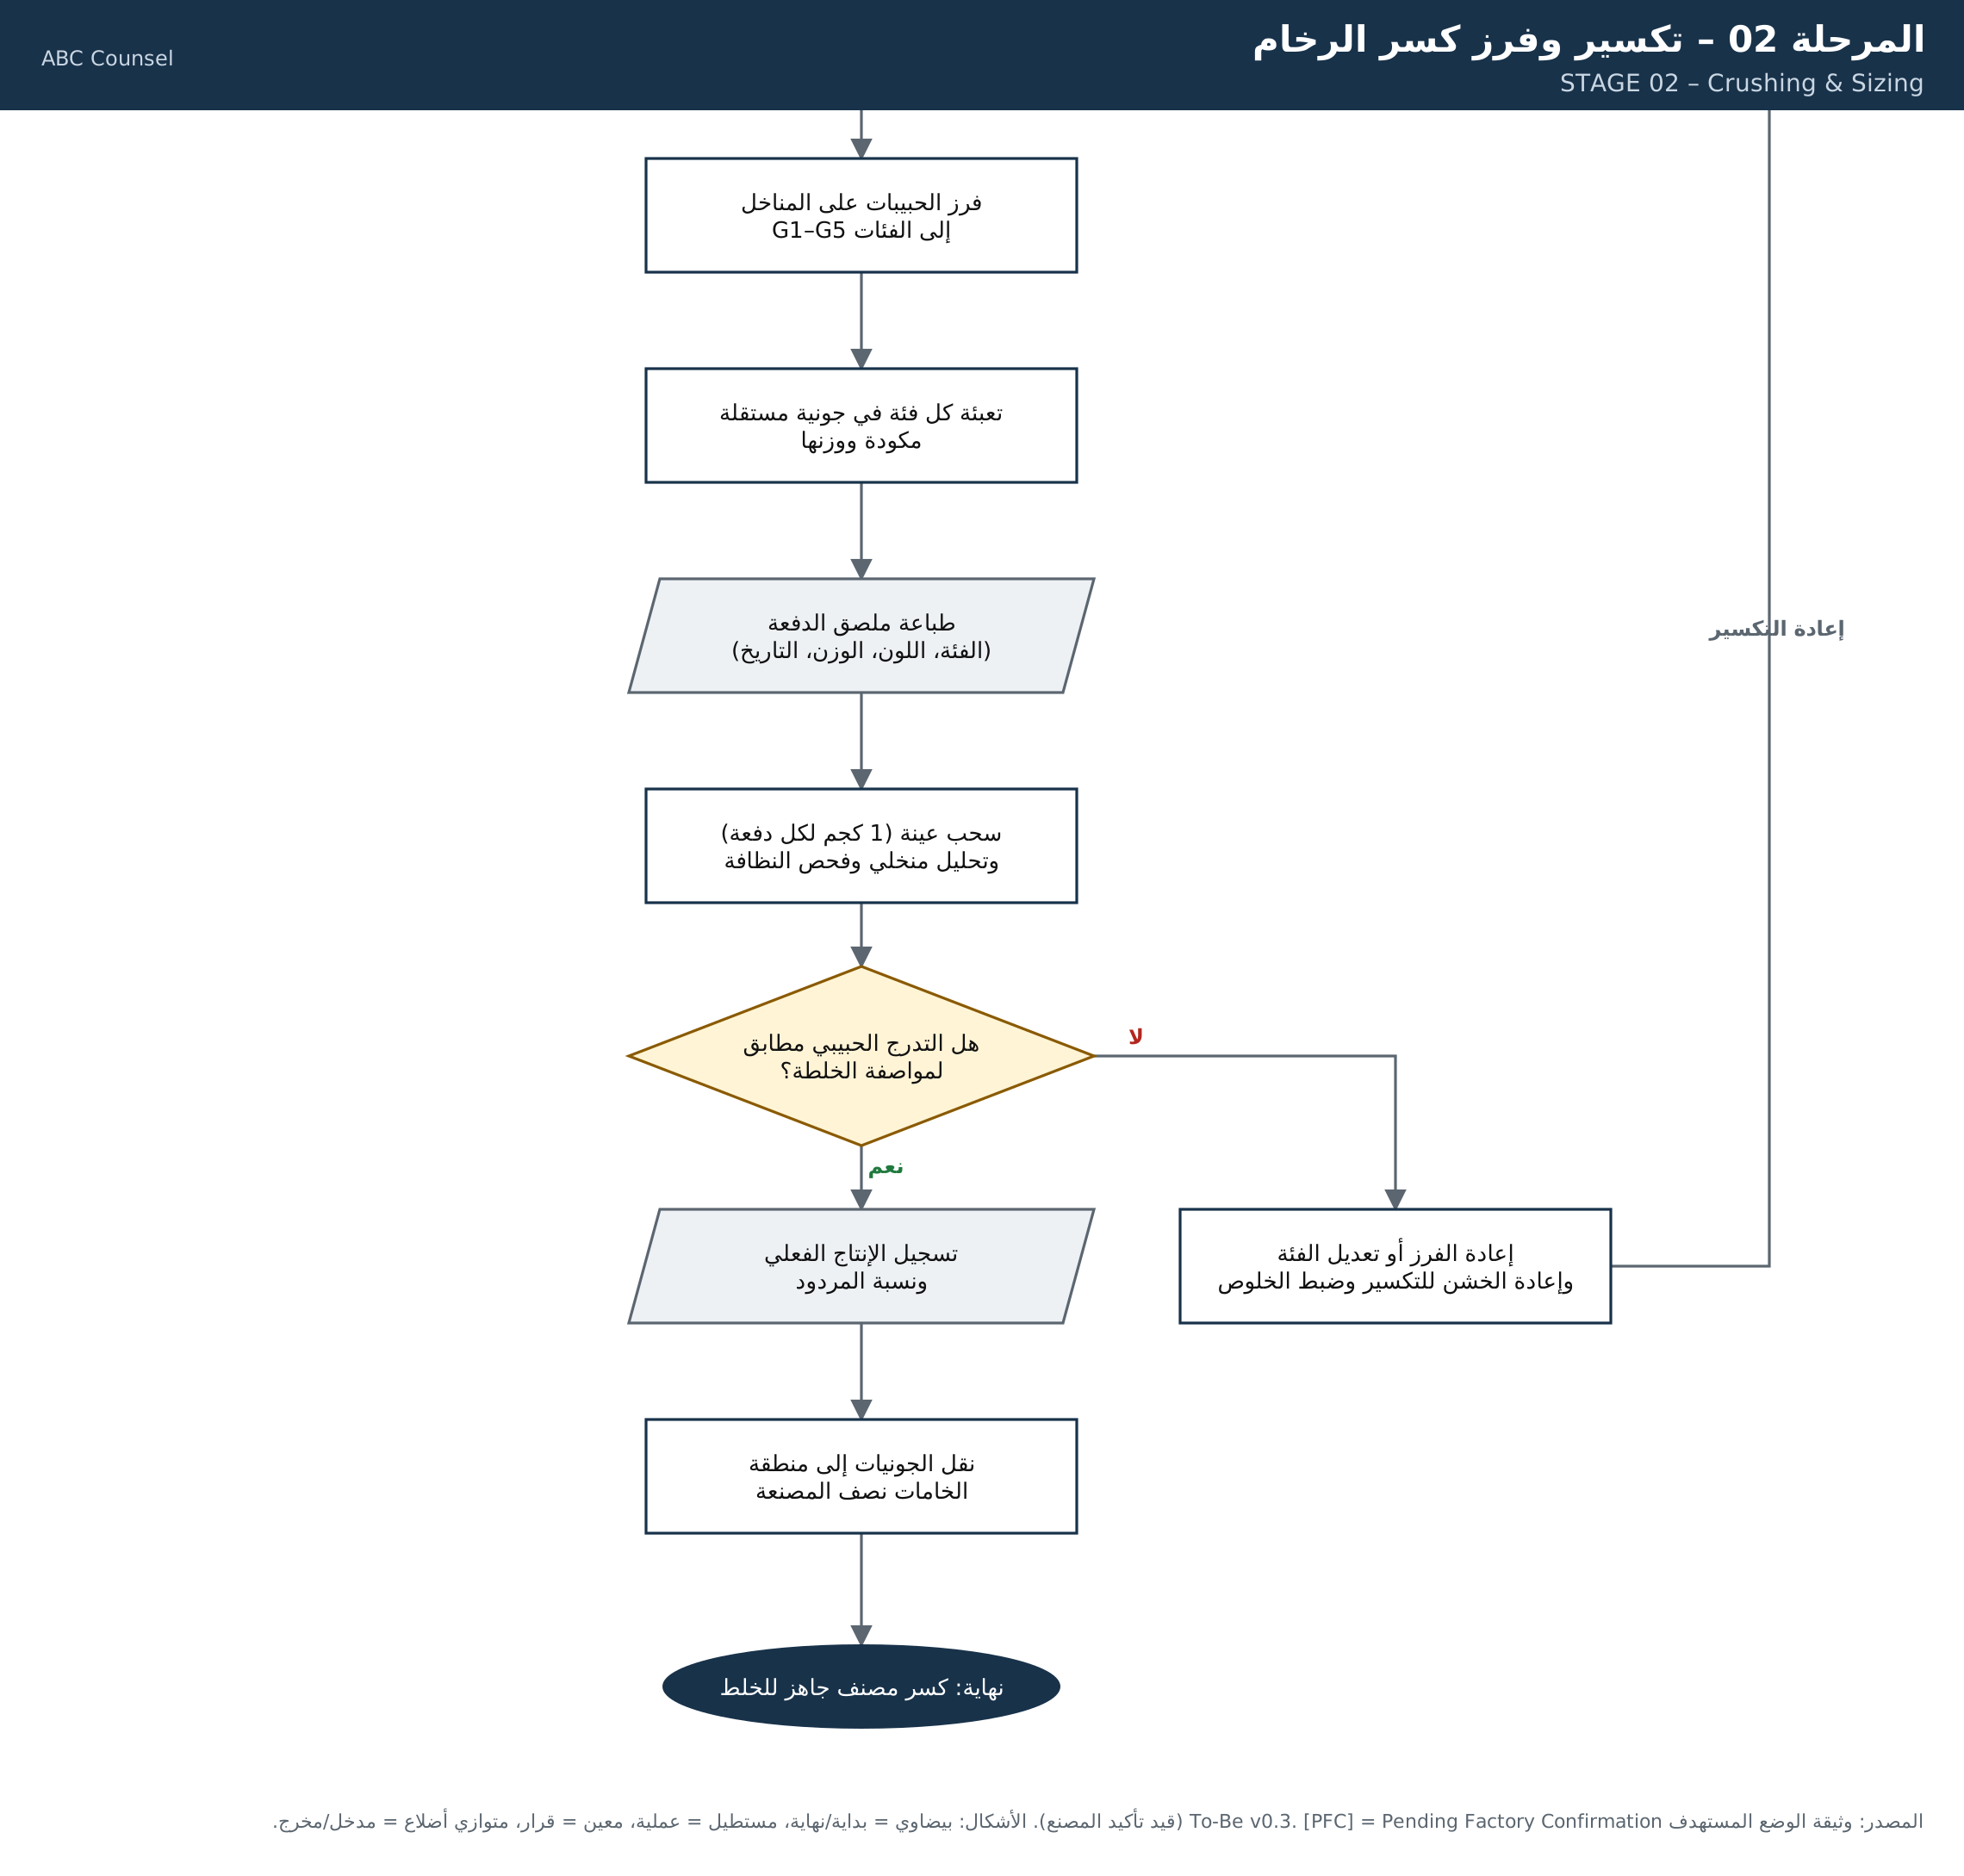 المرحلة 02 – تكسير وفرز كسر الرخام
STAGE 02 – Crushing & Sizing
ABC Counsel
فرز الحبيبات على المناخل
إلى الفئات G1–G5
تعبئة كل فئة في جونية مستقلة
مكودة ووزنها
طباعة ملصق الدفعة
(الفئة، اللون، الوزن، التاريخ)
إعادة التكسير
سحب عينة (1 كجم لكل دفعة)
وتحليل منخلي وفحص النظافة
هل التدرج الحبيبي مطابق
لمواصفة الخلطة؟
لا
نعم
تسجيل الإنتاج الفعلي
ونسبة المردود
إعادة الفرز أو تعديل الفئة
وإعادة الخشن للتكسير وضبط الخلوص
نقل الجونيات إلى منطقة
الخامات نصف المصنعة
نهاية: كسر مصنف جاهز للخلط
المصدر: وثيقة الوضع المستهدف To-Be v0.3. [PFC] = Pending Factory Confirmation (قيد تأكيد المصنع). الأشكال: بيضاوي = بداية/نهاية، مستطيل = عملية، معين = قرار، متوازي أضلاع = مدخل/مخرج.